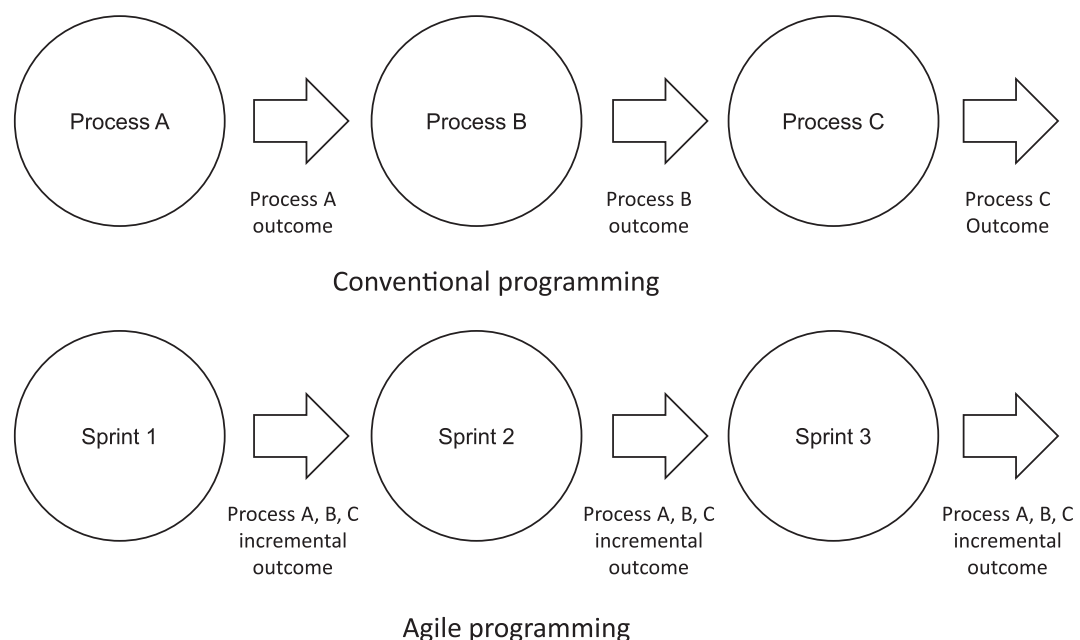 Process A
Process B
Process C
Process A
outcome
Process B
outcome
Process C
Outcome
Conventional programming
Sprint 1
Sprint 2
Sprint 3
Process A, B, C
incremental
outcome
Process A, B, C
incremental
outcome
Process A, B, C
incremental
outcome
Agile programming